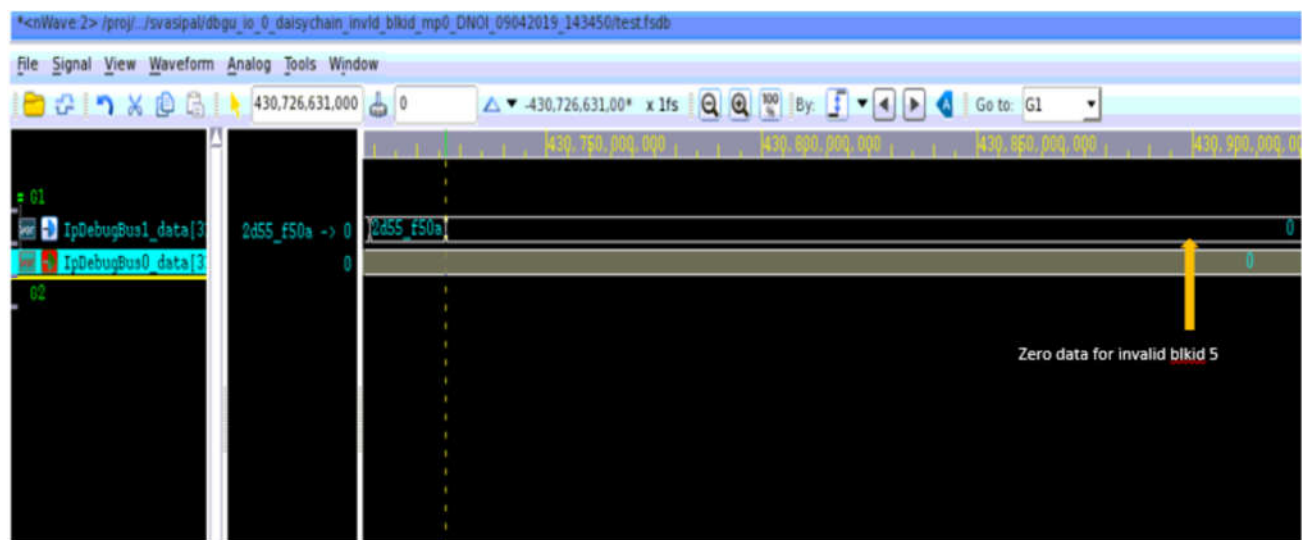 *<nWave:2> /proj/../svasipal/dbgu_io_0_daisychain_invld_blkid_mp0_DNOI_09042019_143450/test.fsdb
File Signal View Waveform Analog Tools Window
430,726,631,000 0 -430,726,631,00* x 1fs 100 % By: Go to: G1
430,750,000,000 430,800,000,000 430,850,000,000 430,900,000,00
= G1
IpDebugBus1_data[3 2d55_f50a -> 0 2d55_f50a 0
IpDebugBus0_data[3 0 0
G2
Zero data for invalid blkid 5